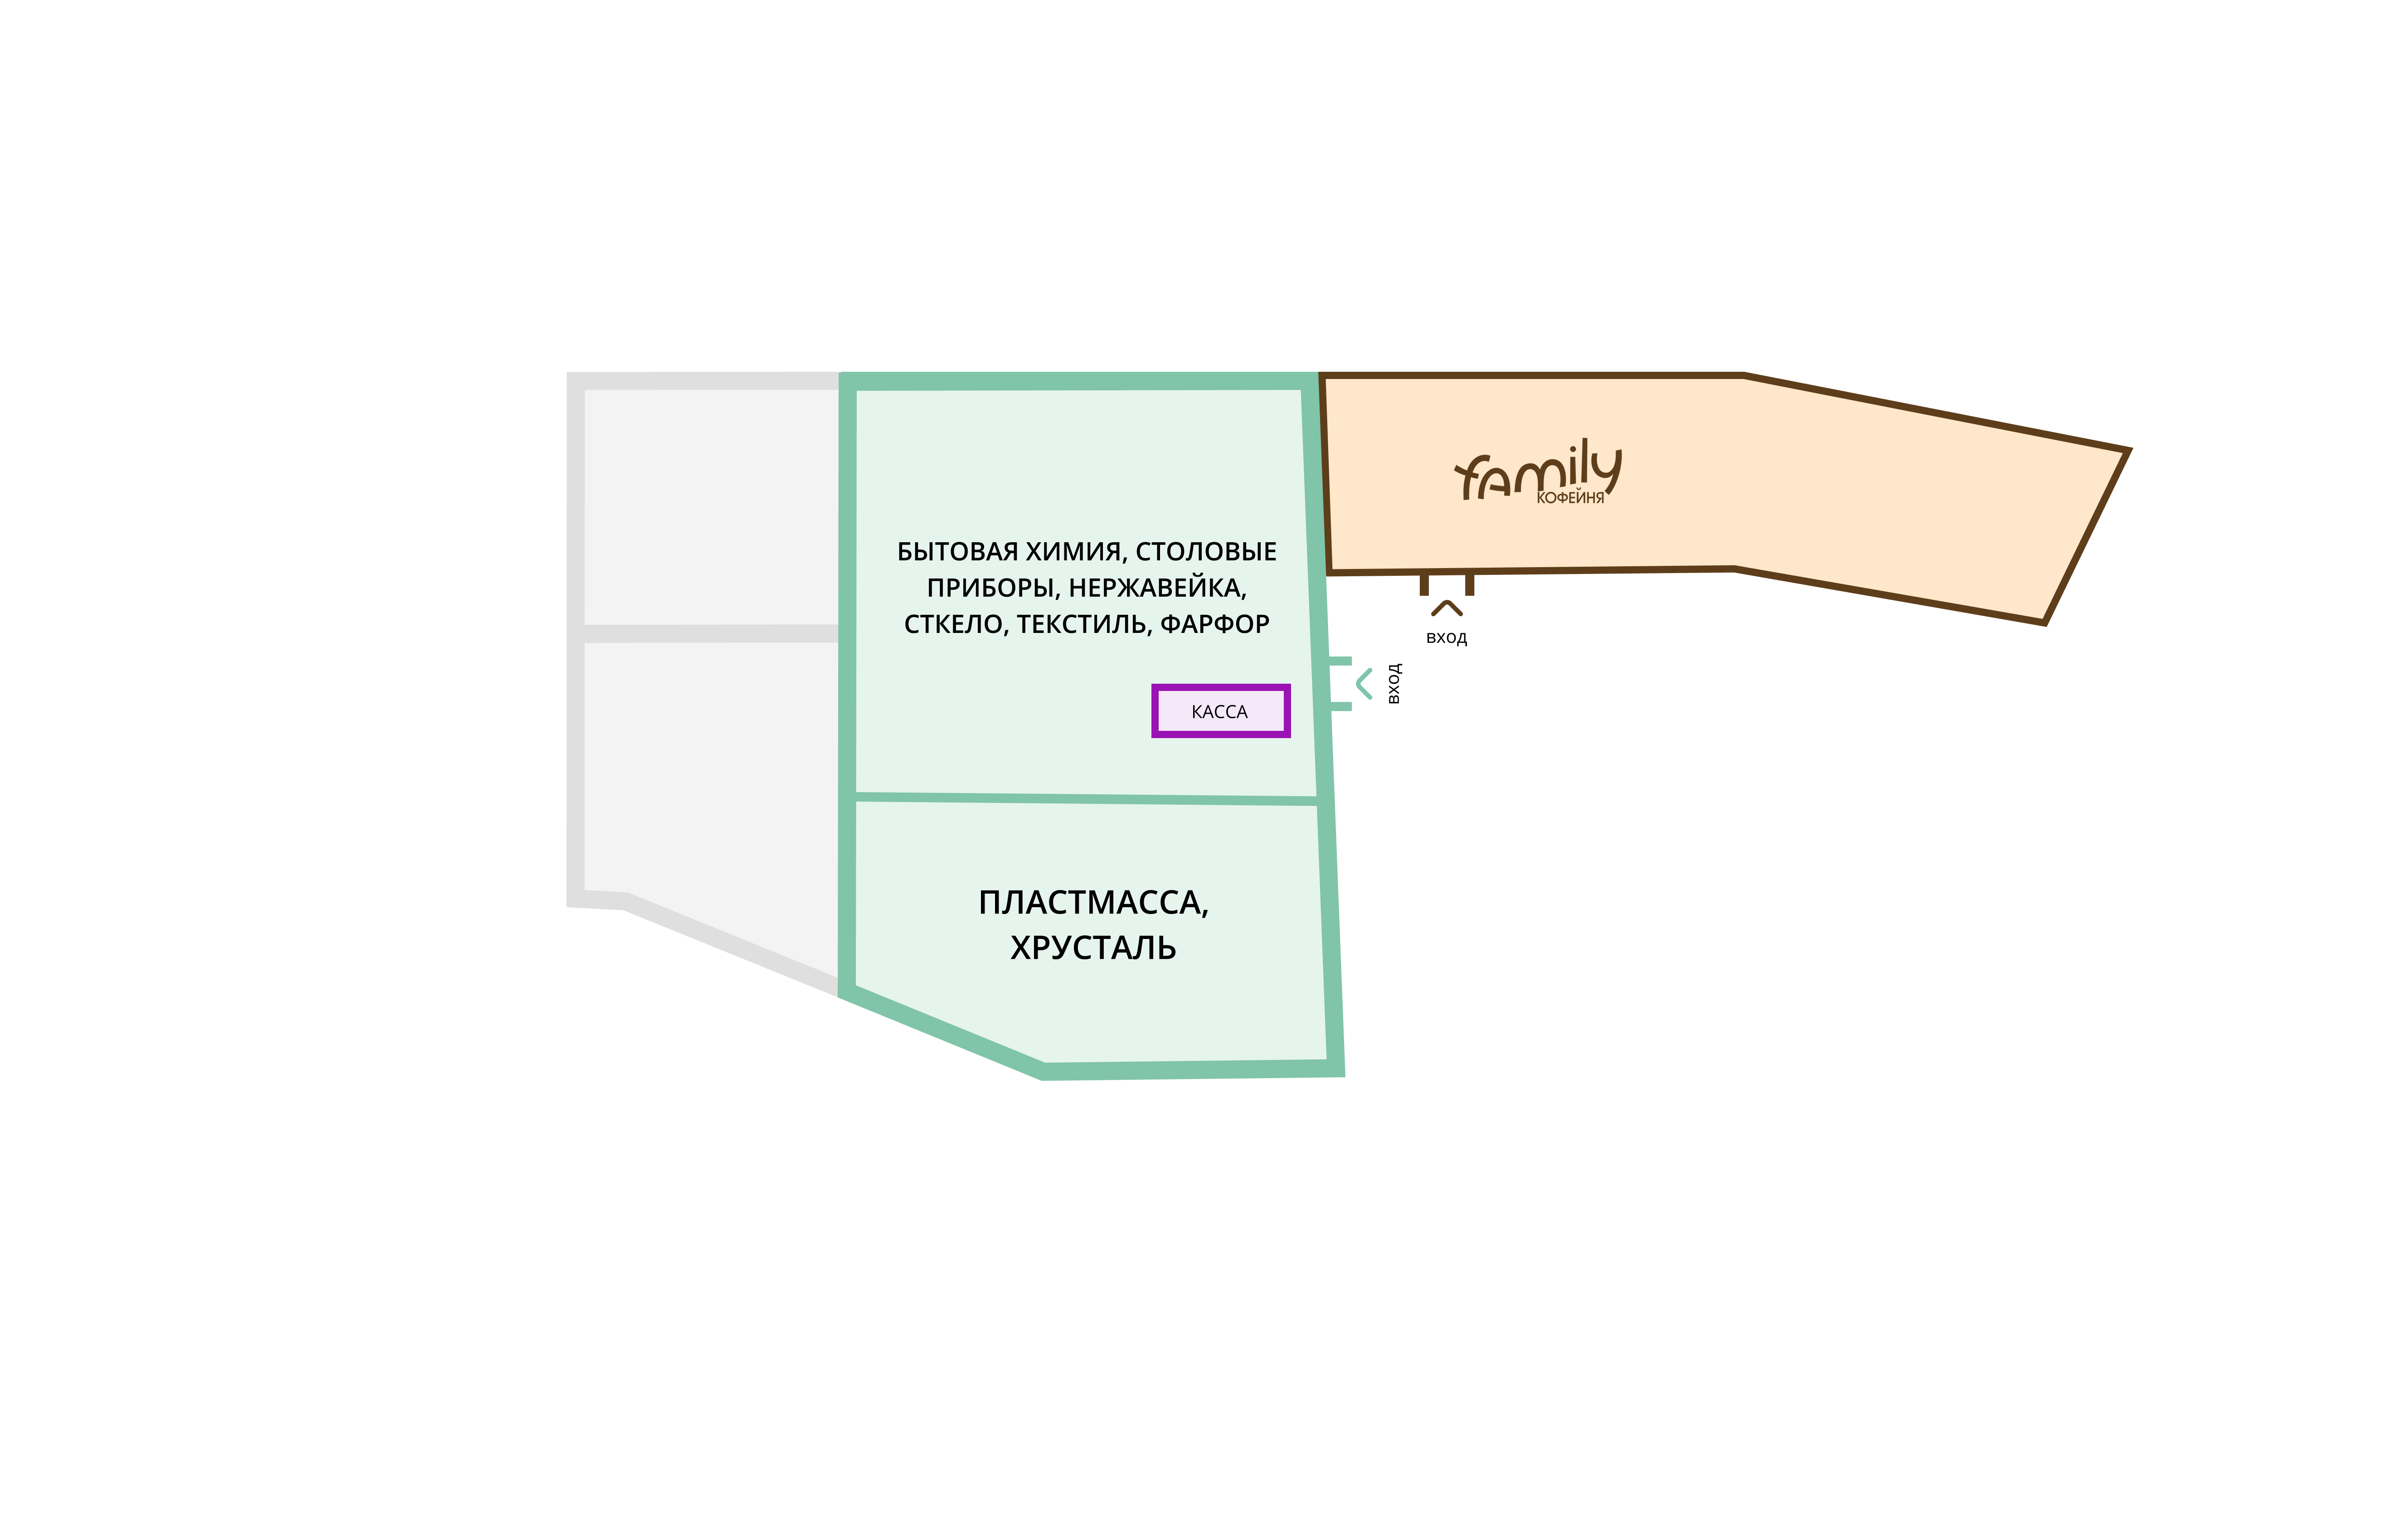 family
КОФЕЙНЯ
БЫТОВАЯ ХИМИЯ, СТОЛОВЫЕ
ПРИБОРЫ, НЕРЖАВЕЙКА,
СТКЕЛО, ТЕКСТИЛЬ, ФАРФОР
вход
вход
КАССА
ПЛАСТМАССА,
ХРУСТАЛЬ